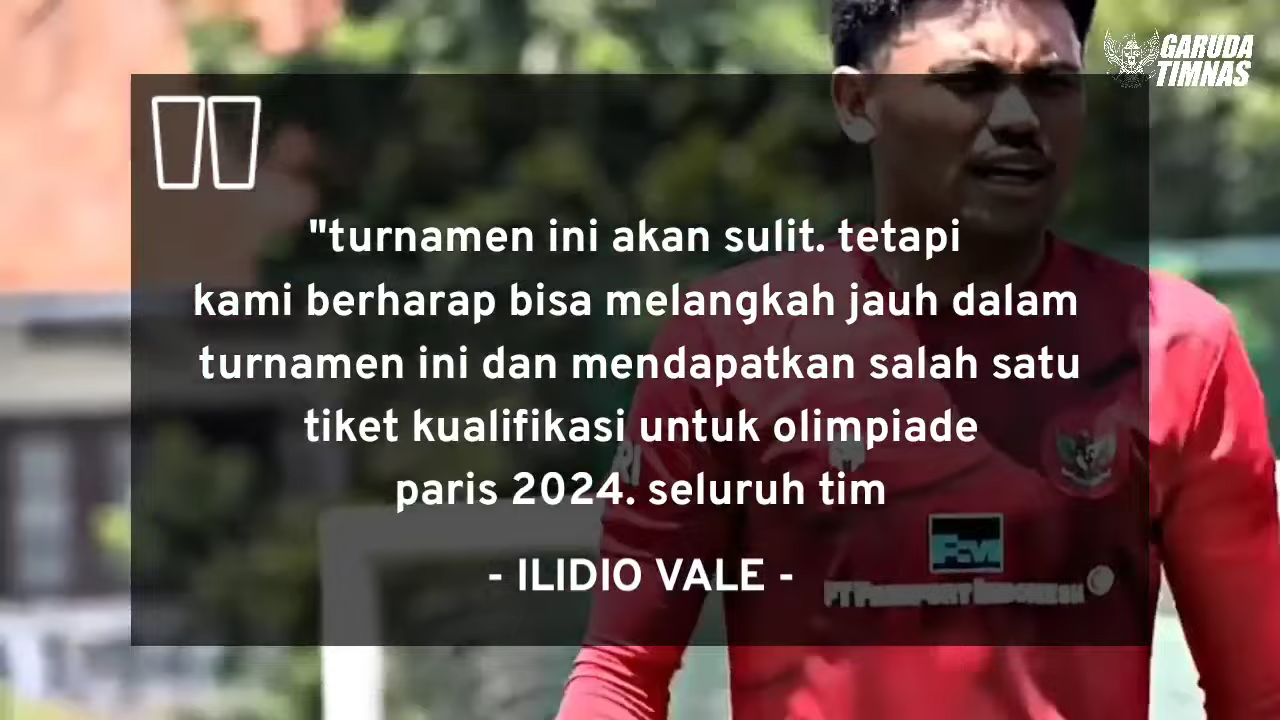 GARUDA
TIMNAS
"turnamen ini akan sulit. tetapi
kami berharap bisa melangkah jauh dalam
turnamen ini dan mendapatkan salah satu
tiket kualifikasi untuk olimpiade
paris 2024. seluruh tim
- ILIDIO VALE -